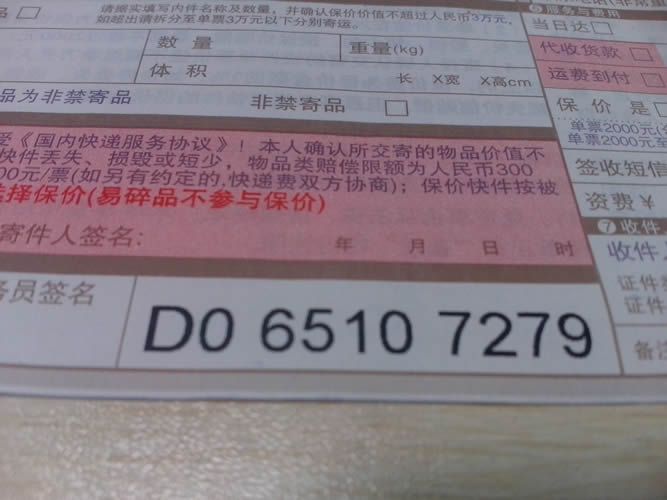 品 □
请据实填写内件名称及数量，并确认保价价值不超过人民币3万元，
如超出请拆分至单票3万元以下分别寄运。
数 量
重量(kg)
体 积
长 X宽 X高cm
品为非禁寄品
非禁寄品 □
受《国内快递服务协议》！本人确认所交寄的物品价值不
快件丢失、损毁或短少，物品类赔偿限额为人民币300
00元/票(如另有约定的,快递费双方协商)；保价快件按被
选择保价(易碎品不参与保价)
寄件人签名:
年 月 日 时
务员签名
D0 6510 7279
当日达□
代收货款 □
运费到付 □
保 价 是□
单票2000元
单票2000元至
签收短信
资费￥
7 收件
收件
证件
证件
备注